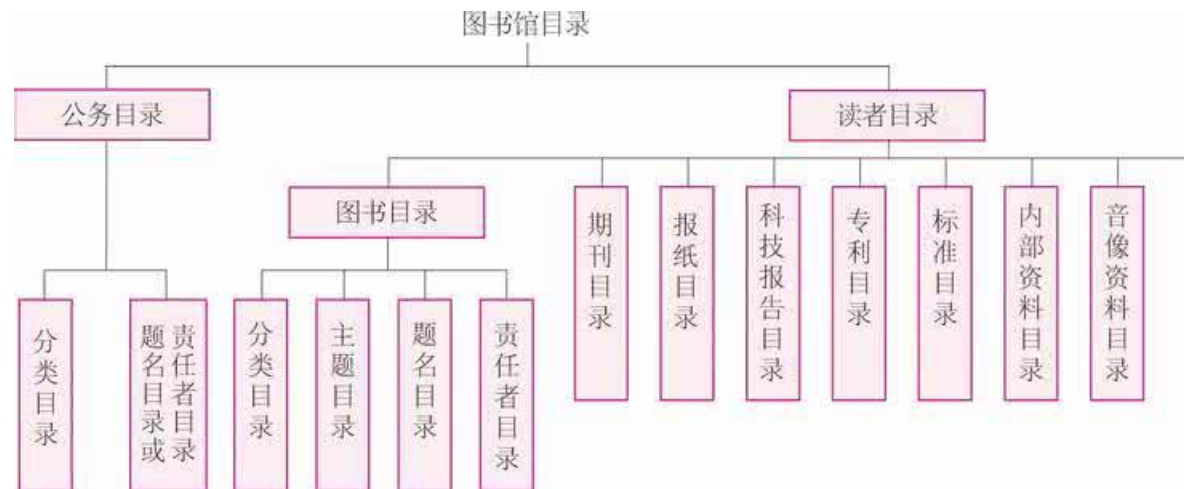 图书馆目录
公务目录
读者目录
图书目录
期刊目录
报纸目录
科技报告目录
专利目录
标准目录
内部资料目录
音像资料目录
分类目录
题名目录或
责任者目录
分类目录
主题目录
题名目录
责任者目录